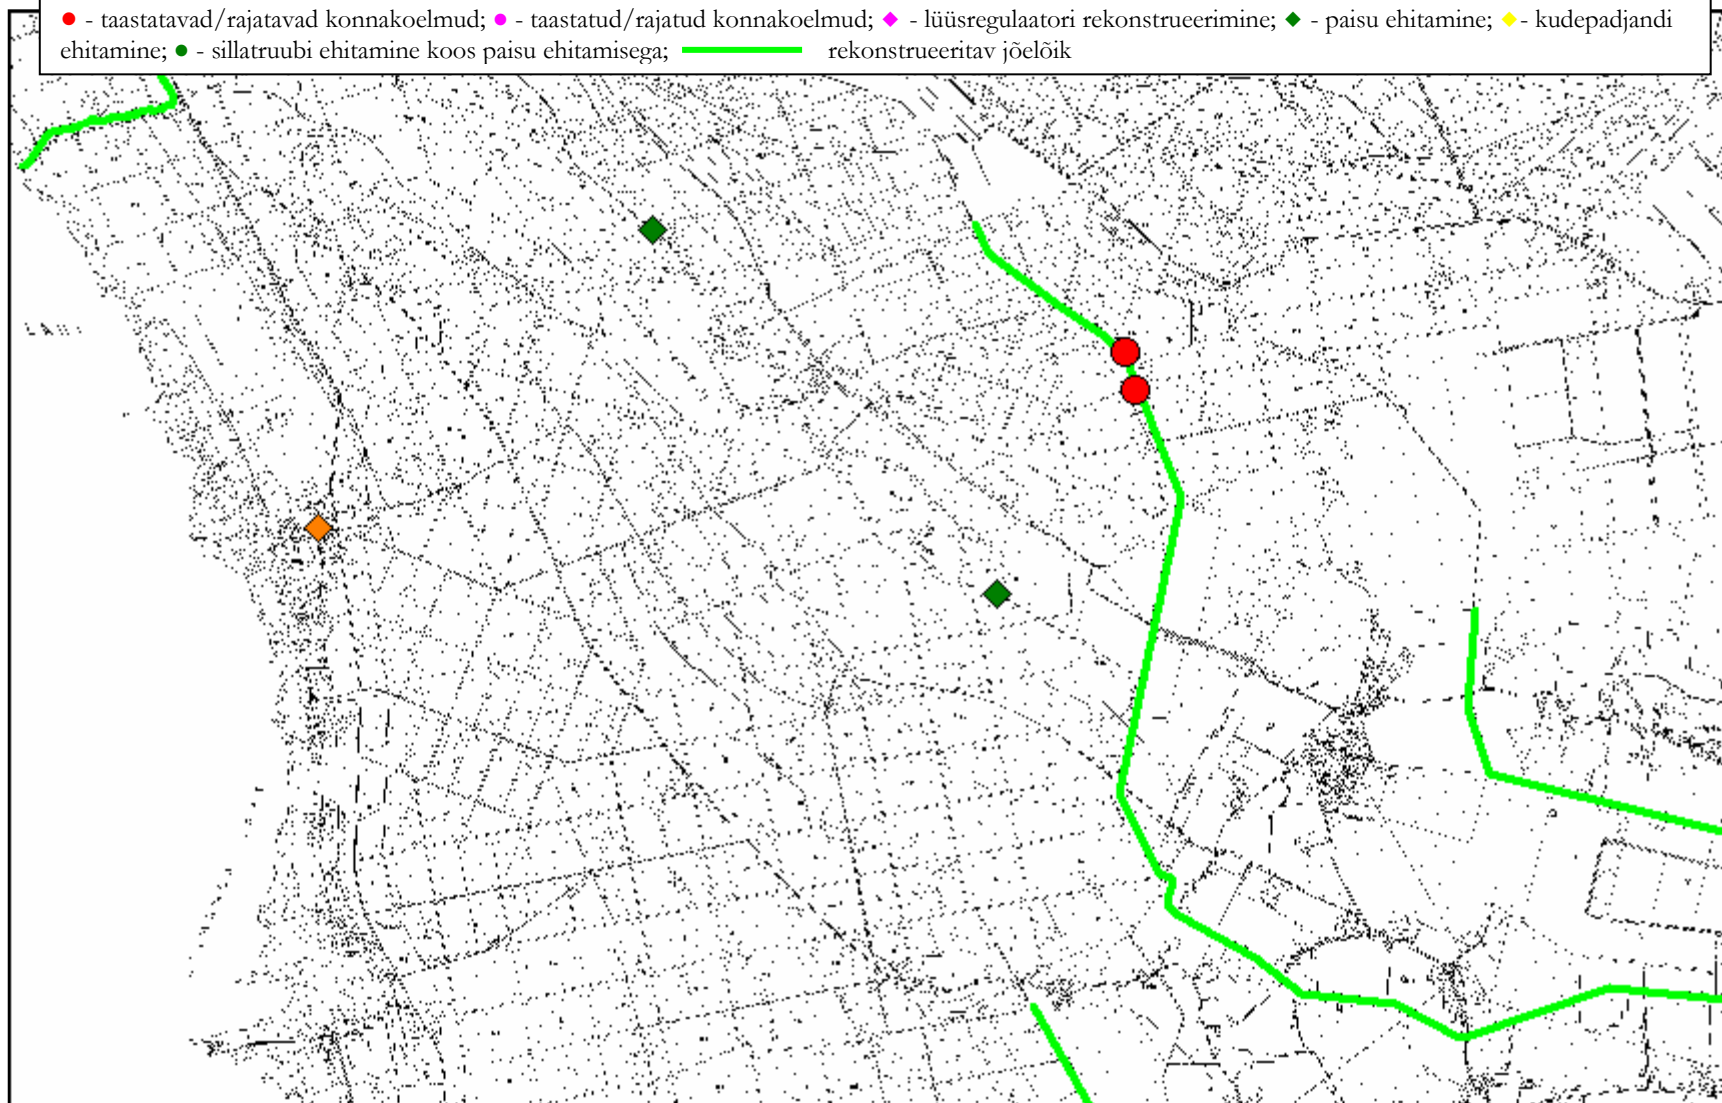 ● - taastatavad/rajatavad konnakoelmud; ● - taastatud/rajatud konnakoelmud; ◆ - lüüsregulaatori rekonstrueerimine; ◆ - paisu ehitamine; ◆ - kudepadjandi
ehitamine; ● - sillatruubi ehitamine koos paisu ehitamisega; rekonstrueeritav jõelõik